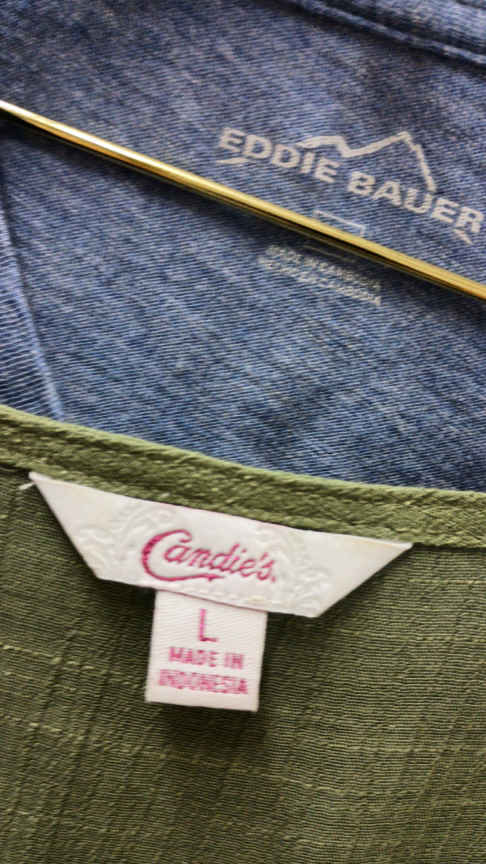 EDDIE BAUER
Candie's
L
MADE IN
INDONESIA